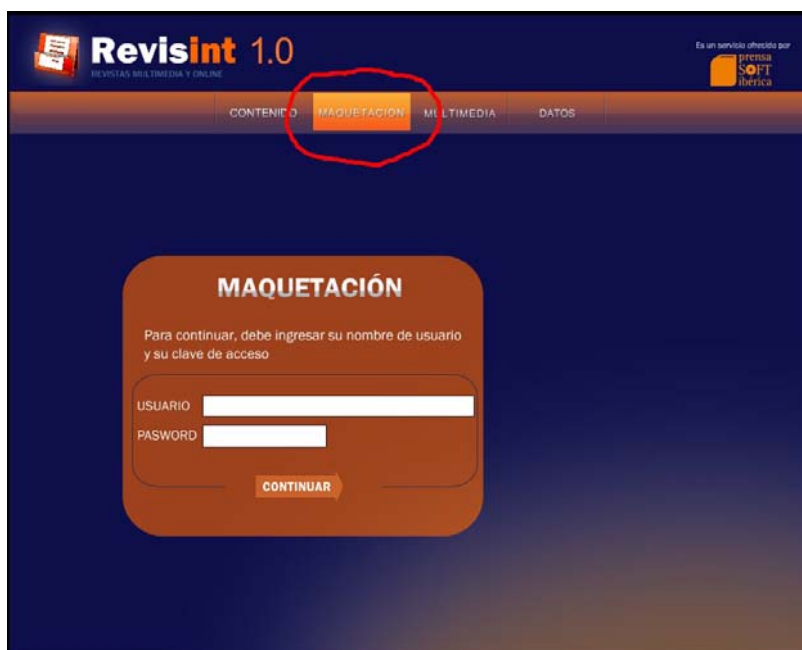 Revisint 1.0
REVISTAS MULTIMEDIA Y ONLINE
Es un servicio ofrecido por
prensa
SOFT
ibérica
CONTENIDO MAQUETACION MULTIMEDIA DATOS
MAQUETACIÓN
Para continuar, debe ingresar su nombre de usuario
y su clave de acceso
USUARIO
PASWORD
CONTINUAR